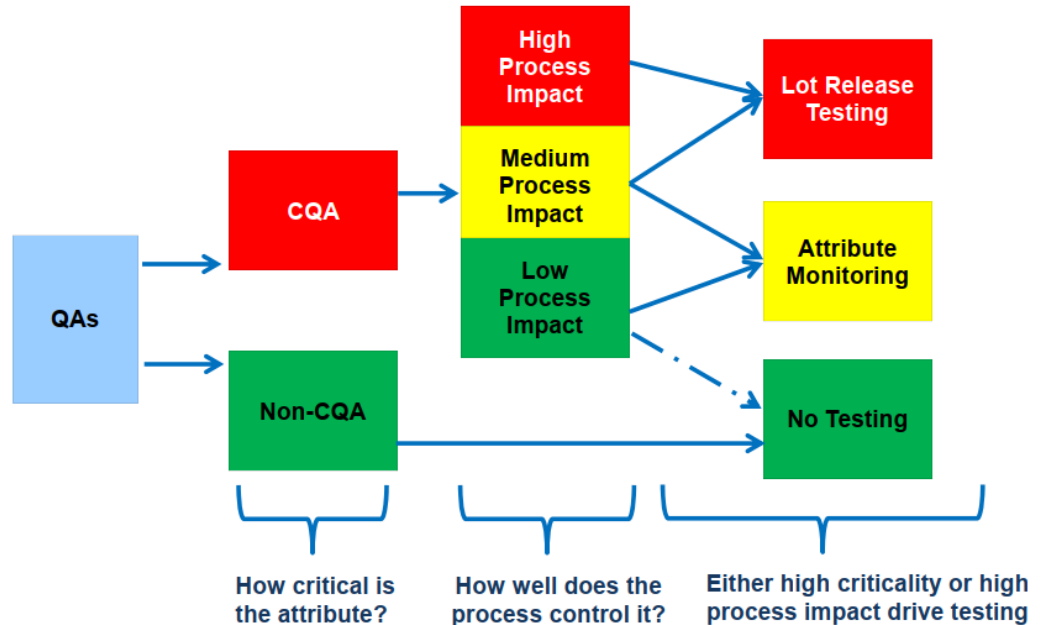 QAs
CQA
Non-CQA
High
Process
Impact
Medium
Process
Impact
Low
Process
Impact
Lot Release
Testing
Attribute
Monitoring
No Testing
How critical is
the attribute?
How well does the
process control it?
Either high criticality or high
process impact drive testing